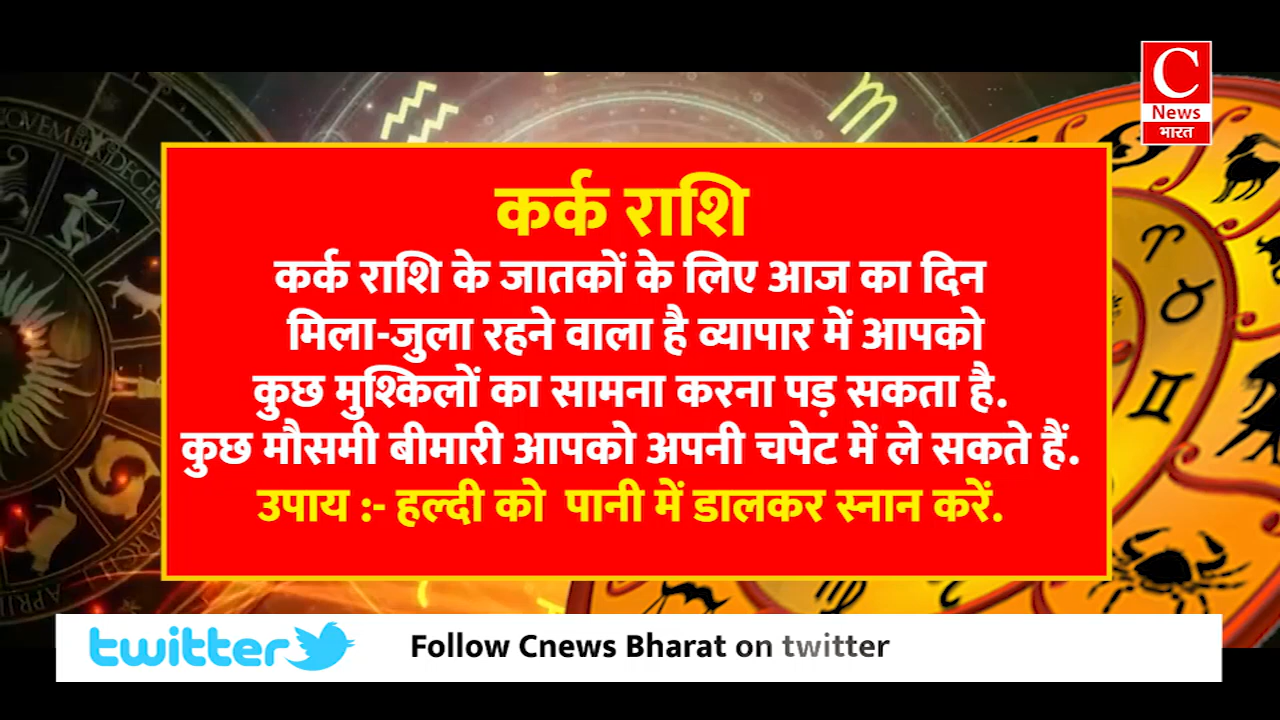 C
News
भारत
कर्क राशि
कर्क राशि के जातकों के लिए आज का दिन
मिला-जुला रहने वाला है व्यापार में आपको
कुछ मुश्किलों का सामना करना पड़ सकता है.
कुछ मौसमी बीमारी आपको अपनी चपेट में ले सकते हैं.
उपाय :- हल्दी को पानी में डालकर स्नान करें.
twitter Follow Cnews Bharat on twitter